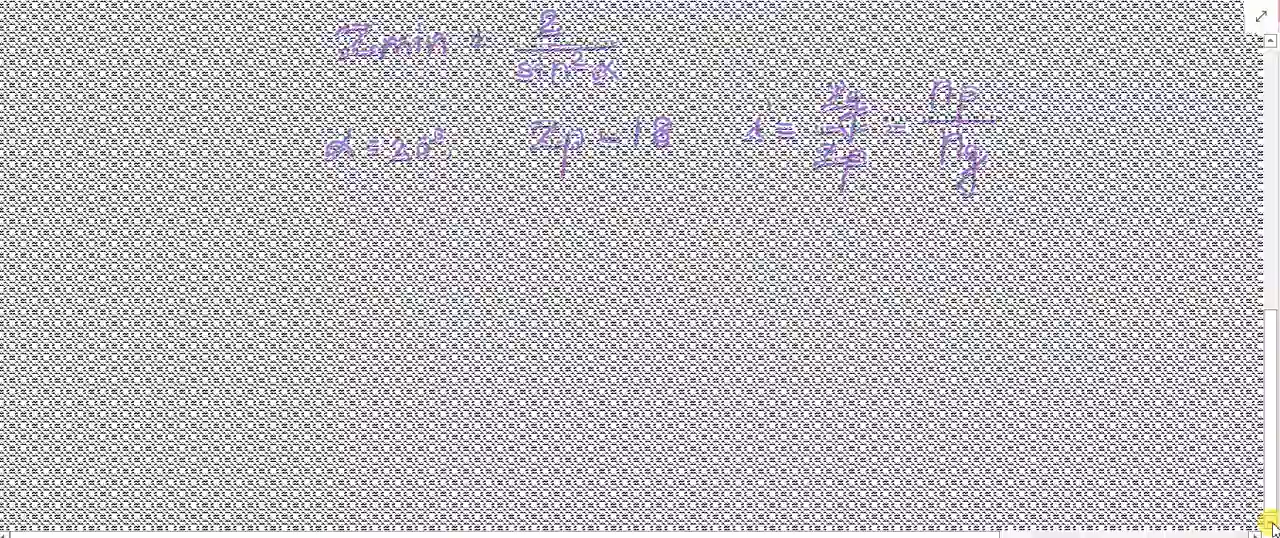 Zmin = 2 / sin²α
α = 20° Zp = 18 i = Zg / Zp = np / ng